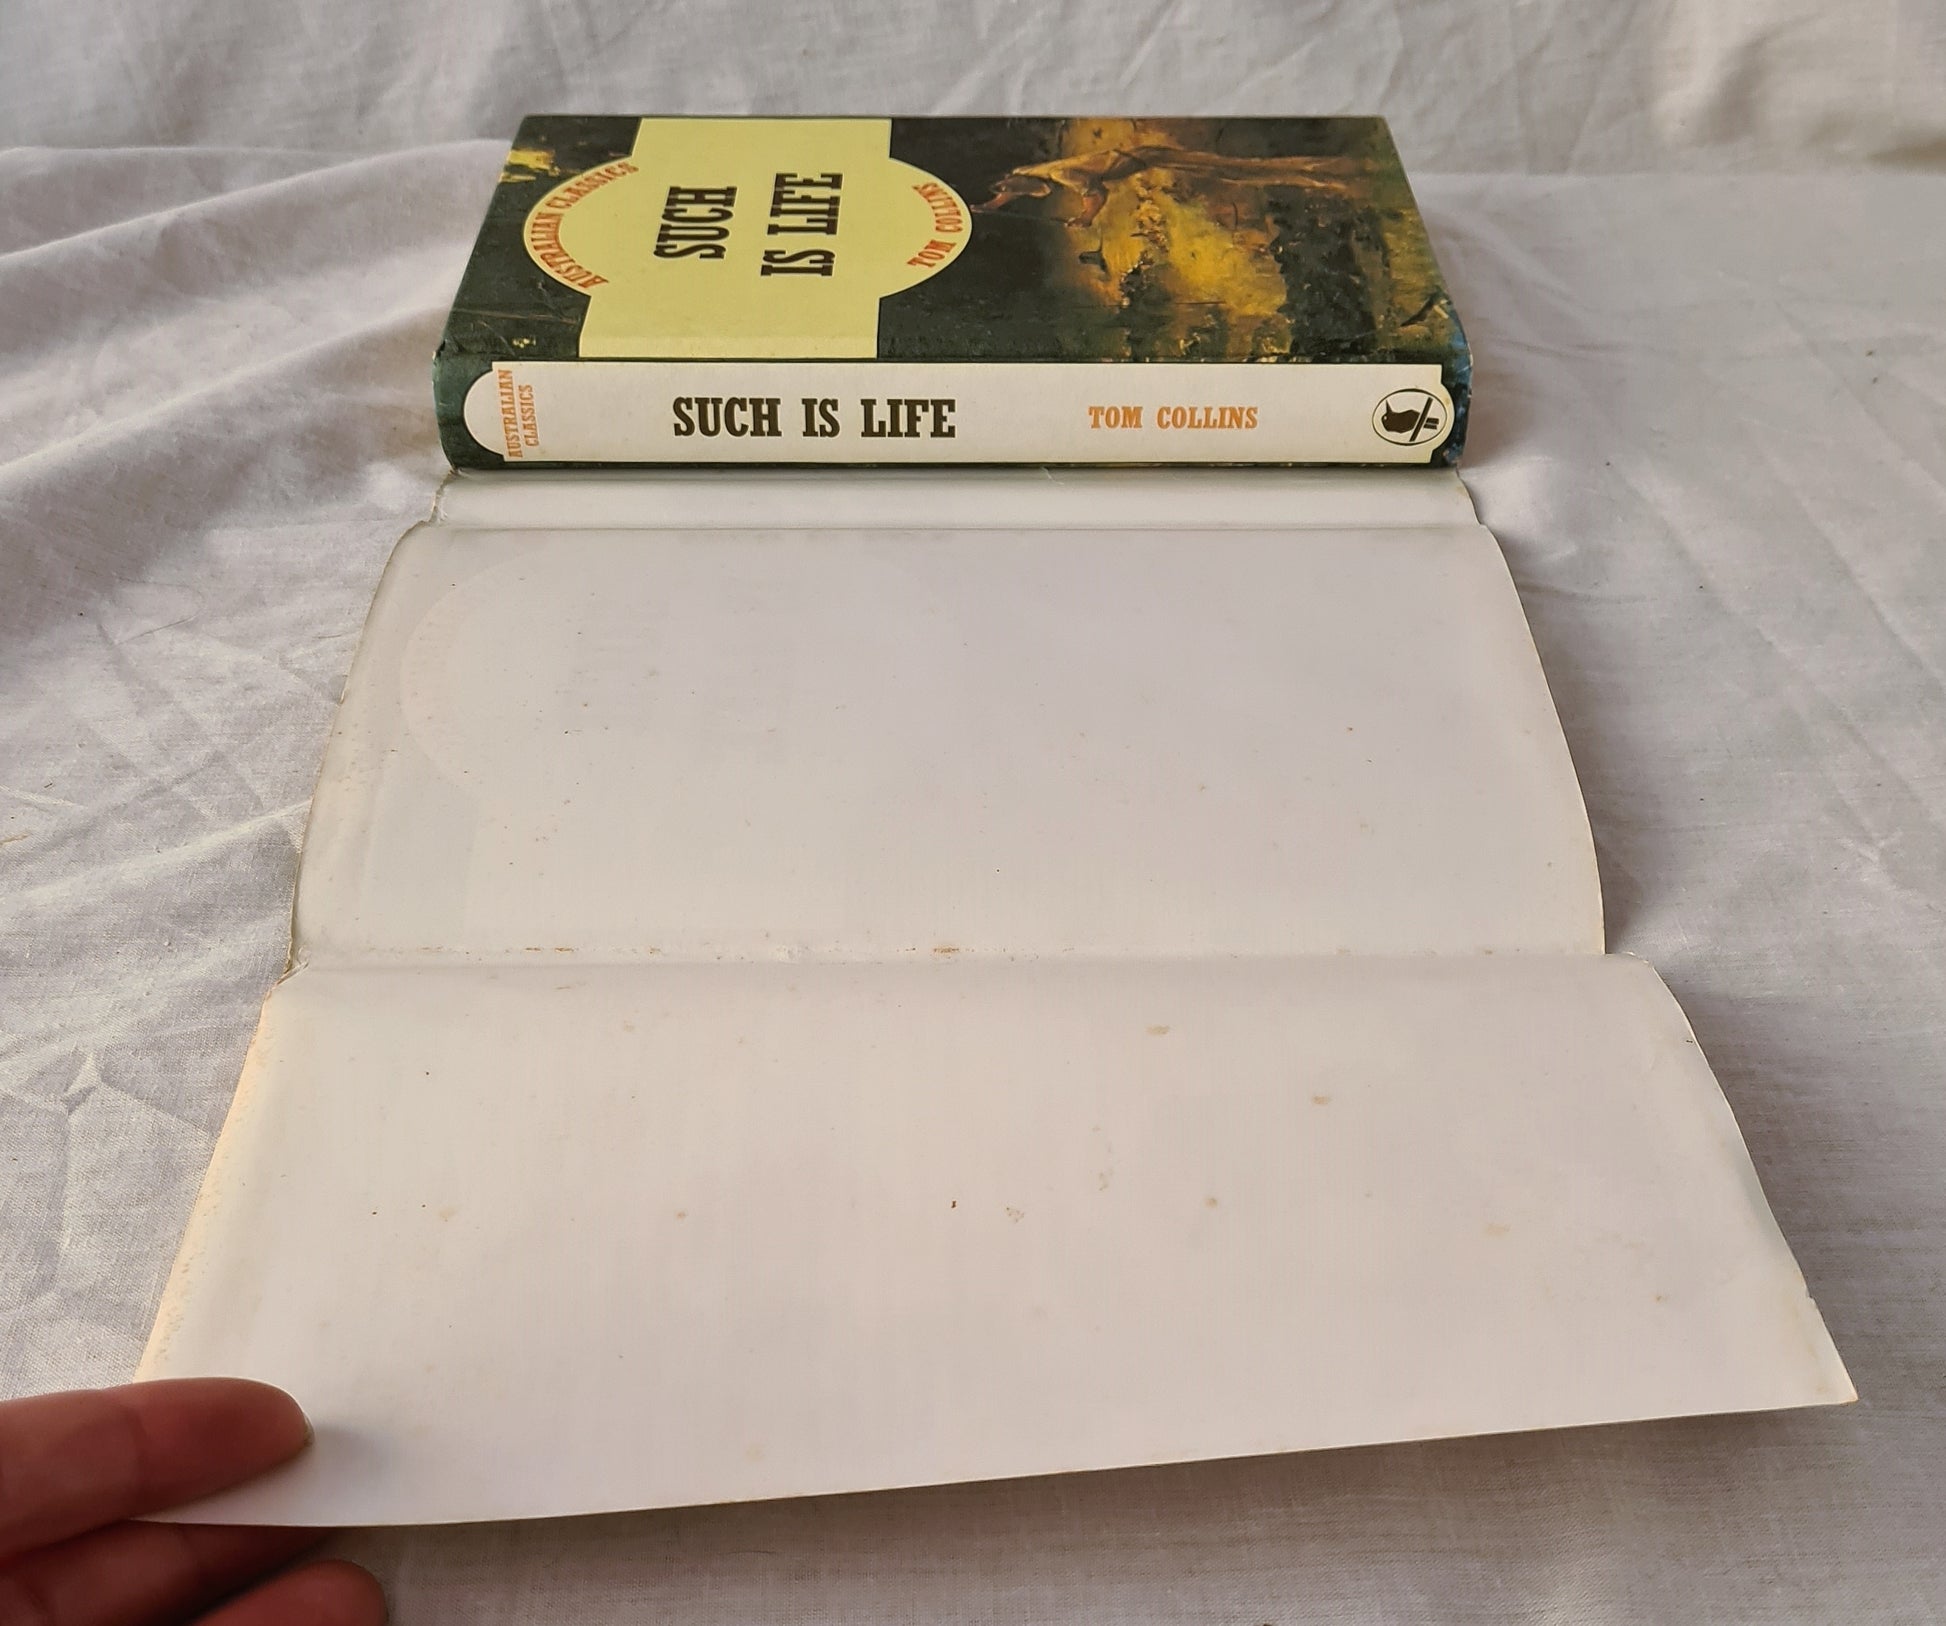 AUSTRALIAN CLASSICS
SUCH
IS LIFE
TOM COLLINS
AUSTRALIAN
CLASSICS
SUCH IS LIFE
TOM COLLINS